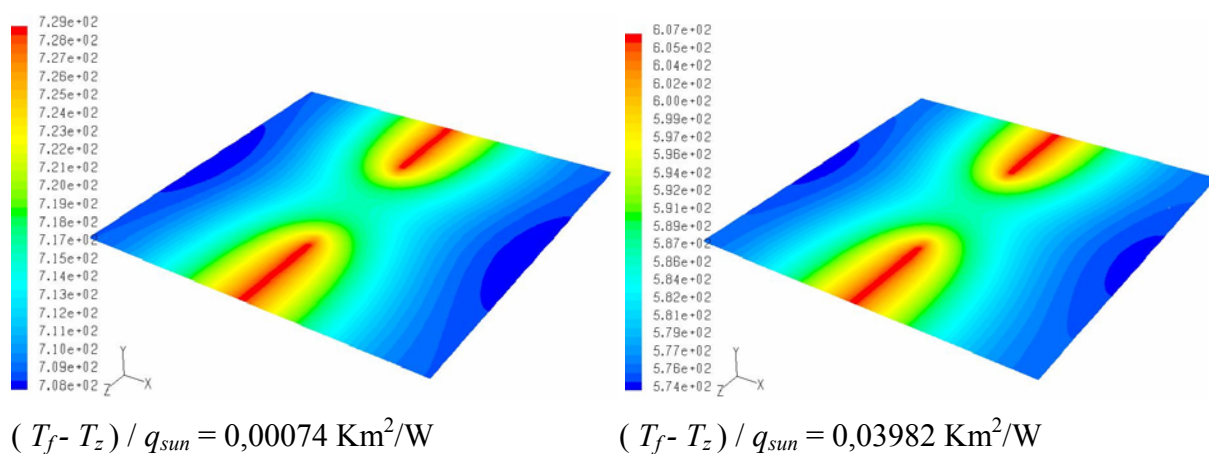 7.29e+02
7.28e+02
7.27e+02
7.26e+02
7.25e+02
7.24e+02
7.23e+02
7.22e+02
7.21e+02
7.20e+02
7.19e+02
7.18e+02
7.17e+02
7.15e+02
7.14e+02
7.13e+02
7.12e+02
7.11e+02
7.10e+02
7.09e+02
7.08e+02
Y
X
Z
( T_f - T_z ) / q_sun = 0,00074 Km²/W
6.07e+02
6.05e+02
6.04e+02
6.02e+02
6.00e+02
5.99e+02
5.97e+02
5.95e+02
5.94e+02
5.92e+02
5.91e+02
5.89e+02
5.87e+02
5.86e+02
5.84e+02
5.82e+02
5.81e+02
5.79e+02
5.77e+02
5.76e+02
5.74e+02
Y
X
Z
( T_f - T_z ) / q_sun = 0,03982 Km²/W